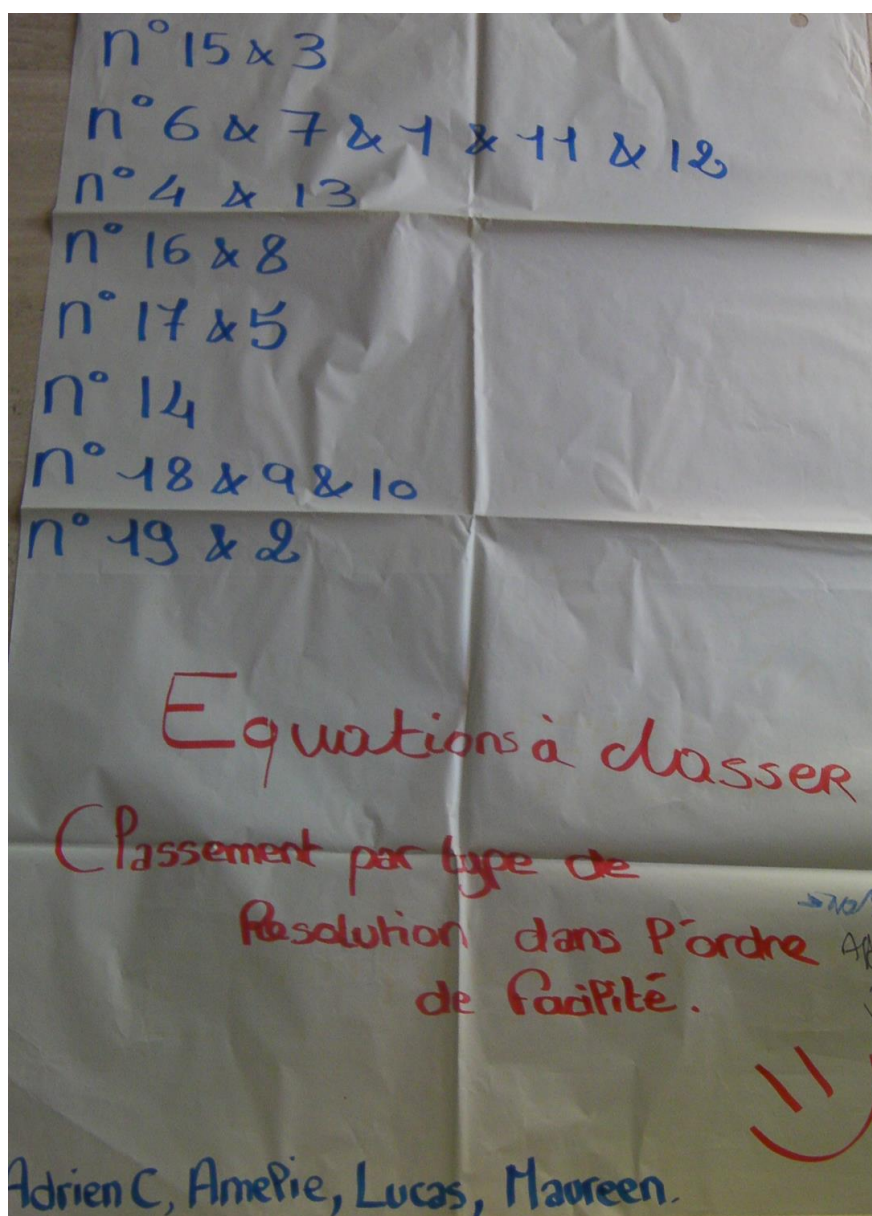 n° 15 & 3
n° 6 & 7 & 1 & 11 & 12
n° 4 & 13
n° 16 & 8
n° 17 & 5
n° 14
n° 18 & 9 & 10
n° 19 & 2
Equations à classer
Classement par type de
Resolution dans l'ordre
de facilité.
Adrien C, Amelie, Lucas, Maureen.